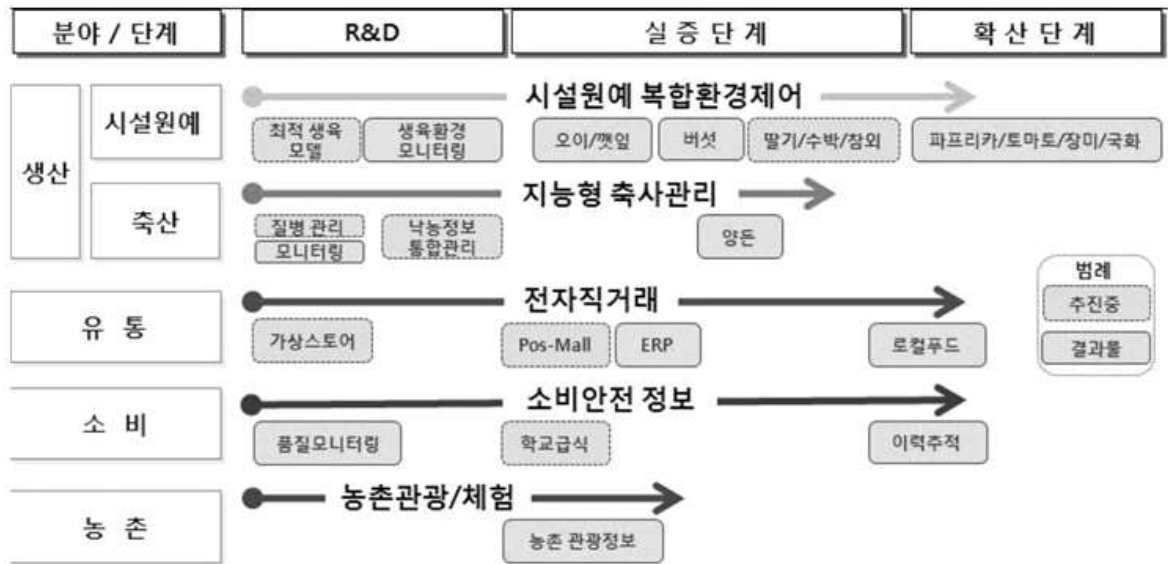 분야 / 단계
R&D
실 증 단 계
확 산 단 계
생산
시설원예
시설원예 복합환경제어
최적 생육
모델
생육환경
모니터링
오이/깻잎
버섯
딸기/수박/참외
파프리카/토마토/장미/국화
축산
지능형 축사관리
질병 관리
모니터링
낙농정보
통합관리
양돈
범례
추진중
결과물
유 통
전자직거래
가상스토어
Pos-Mall
ERP
로컬푸드
소 비
소비안전 정보
품질모니터링
학교급식
이력추적
농 촌
농촌관광/체험
농촌 관광정보